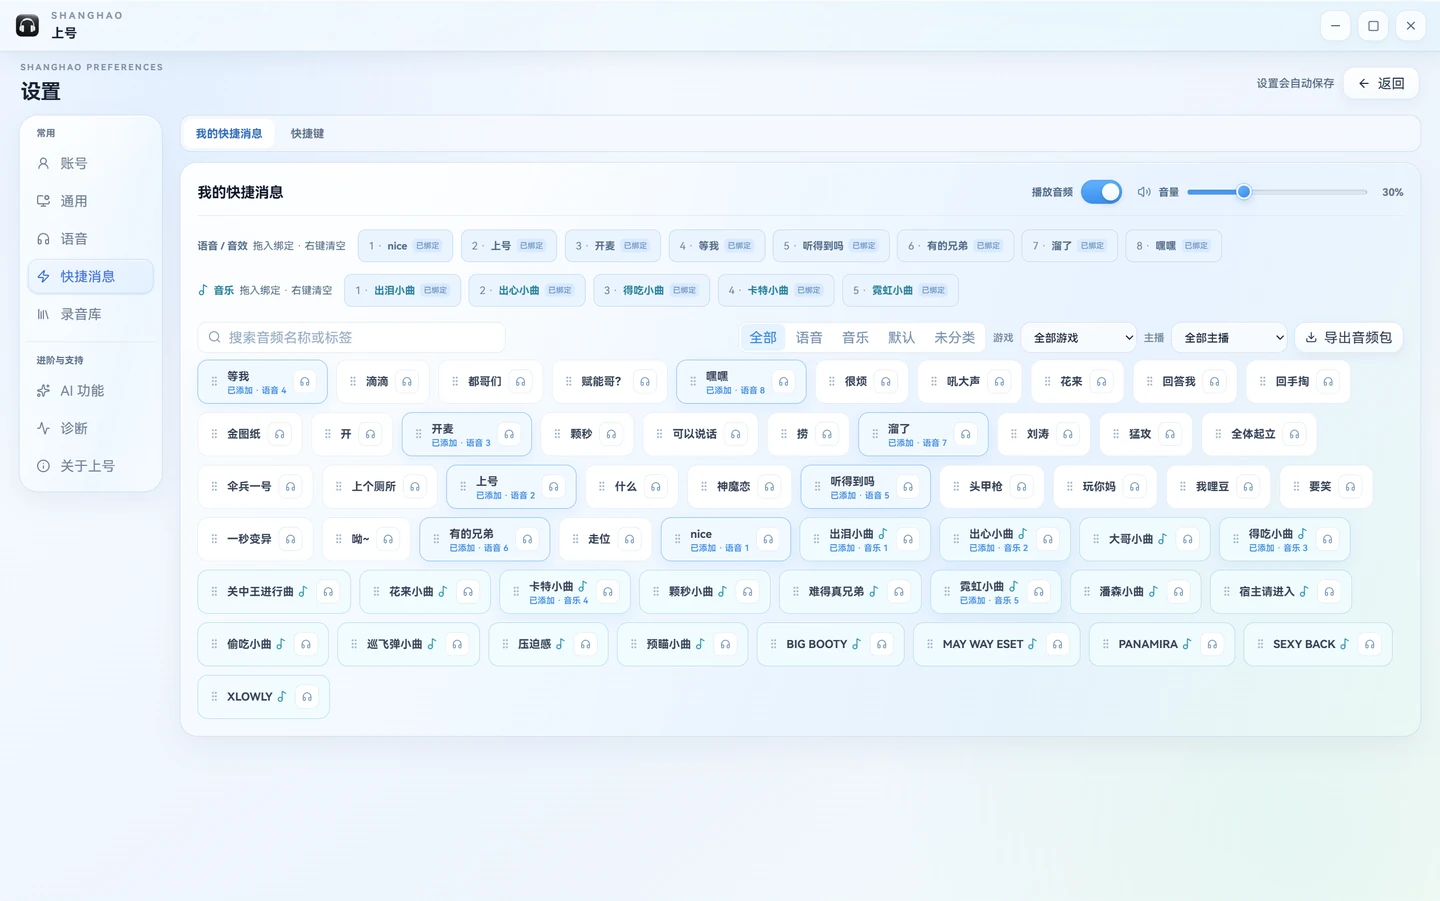 SHANGHAO
上号
SHANGHAO PREFERENCES
设置
设置会自动保存
返回
常用
账号
通用
语音
快捷消息
录音库
进阶与支持
AI 功能
诊断
关于上号
我的快捷消息 快捷键
我的快捷消息
播放音频 音量 30%
语音 / 音效 拖入绑定 · 右键清空 1 · nice 已绑定 2 · 上号 已绑定 3 · 开麦 已绑定 4 · 等我 已绑定 5 · 听得到吗 已绑定 6 · 有的兄弟 已绑定 7 · 溜了 已绑定 8 · 嘿嘿 已绑定
音乐 拖入绑定 · 右键清空 1 · 出泪小曲 已绑定 2 · 出心小曲 已绑定 3 · 得吃小曲 已绑定 4 · 卡特小曲 已绑定 5 · 霓虹小曲 已绑定
搜索音频名称或标签 全部 语音 音乐 默认 未分类 游戏 全部游戏 主播 全部主播 导出音频包
等我 已添加 · 语音 4 滴滴 都哥们 赋能哥? 嘿嘿 已添加 · 语音 8 很烦 吼大声 花来 回答我 回手掏
金图纸 开 开麦 已添加 · 语音 3 颗秒 可以说话 捞 溜了 已添加 · 语音 7 刘涛 猛攻 全体起立
伞兵一号 上个厕所 上号 已添加 · 语音 2 什么 神魔恋 听得到吗 已添加 · 语音 5 头甲枪 玩你妈 我哩豆 要笑
一秒变异 呦~ 有的兄弟 已添加 · 语音 6 走位 nice 已添加 · 语音 1 出泪小曲 已添加 · 音乐 1 出心小曲 已添加 · 音乐 2 大哥小曲 得吃小曲 已添加 · 音乐 3
关中王进行曲 花来小曲 卡特小曲 已添加 · 音乐 4 颗秒小曲 难得真兄弟 霓虹小曲 已添加 · 音乐 5 潘森小曲 宿主请进入
偷吃小曲 巡飞弹小曲 压迫感 预瞄小曲 BIG BOOTY MAY WAY ESET PANAMIRA SEXY BACK
XLOWLY